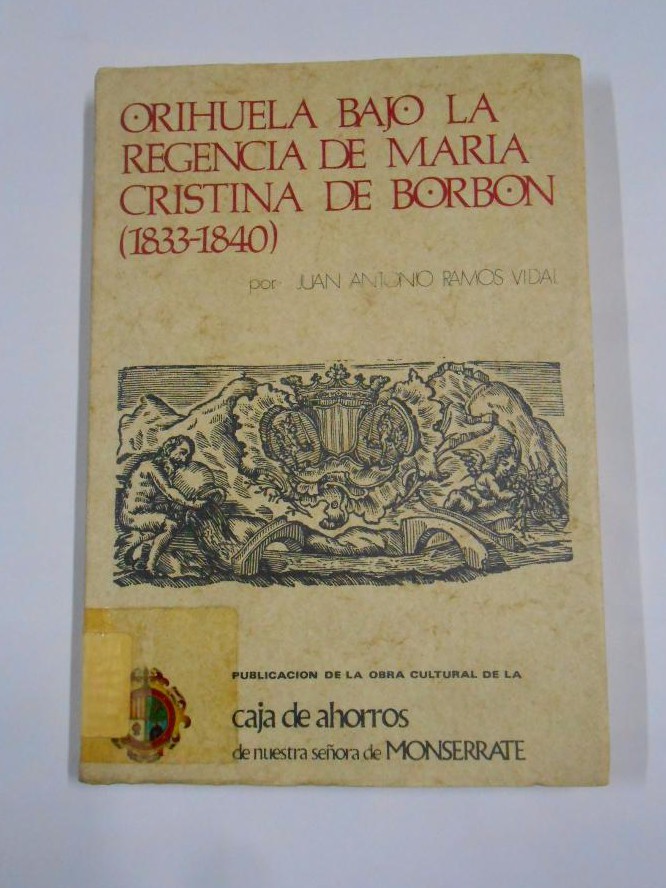 ORIHUELA BAJO LA
REGENCIA DE MARIA
CRISTINA DE BORBON
(1833-1840)
por JUAN ANTONIO RAMOS VIDAL
PUBLICACION DE LA OBRA CULTURAL DE LA
caja de ahorros
de nuestra señora de MONSERRATE